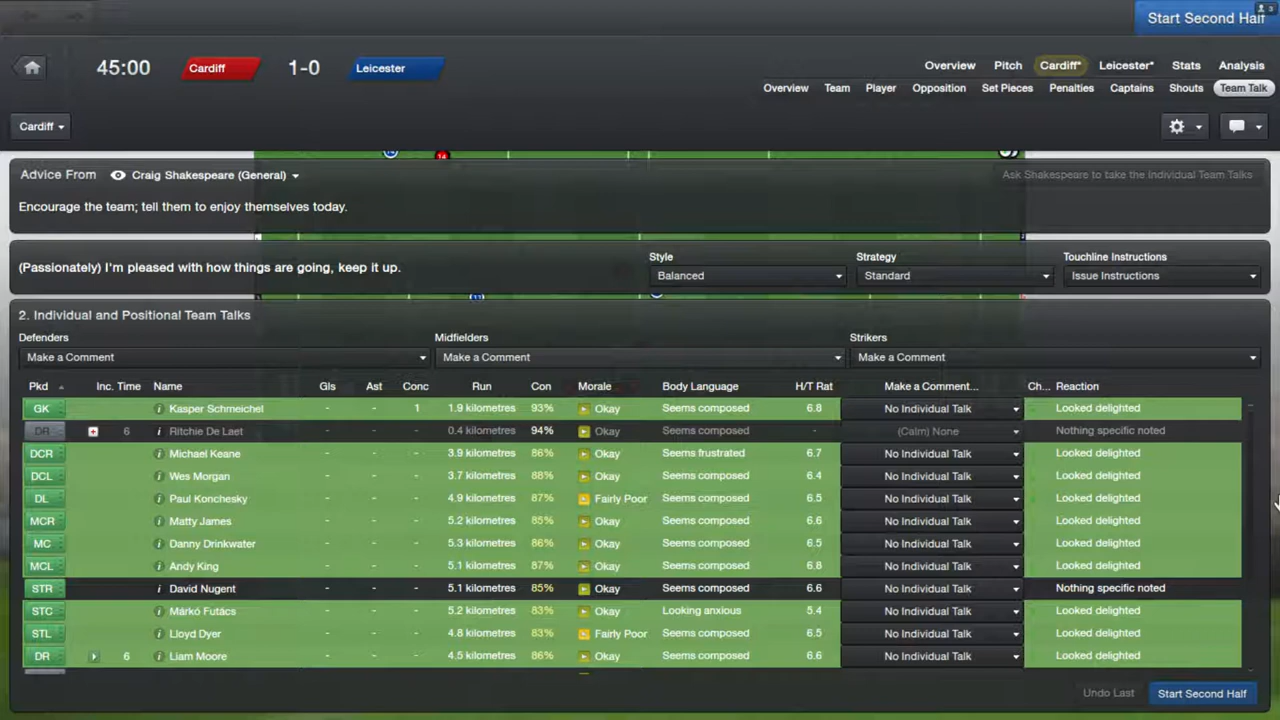 Start Second Half
45:00 Cardiff 1-0 Leicester
Overview Pitch Cardiff* Leicester* Stats Analysis
Overview Team Player Opposition Set Pieces Penalties Captains Shouts Team Talk
Cardiff
Advice From Craig Shakespeare (General) Ask Shakespeare to take the Individual Team Talks
Encourage the team; tell them to enjoy themselves today.
Style Strategy Touchline Instructions
(Passionately) I'm pleased with how things are going, keep it up. Balanced Standard Issue Instructions
2. Individual and Positional Team Talks
Defenders Midfielders Strikers
Make a Comment Make a Comment Make a Comment
Pkd Inc. Time Name Gls Ast Conc Run Con Morale Body Language H/T Rat Make a Comment... Ch... Reaction
GK Kasper Schmeichel - - 1 1.9 kilometres 93% Okay Seems composed 6.8 No Individual Talk Looked delighted
DR 6 Ritchie De Laet - - - 0.4 kilometres 94% Okay Seems composed - (Calm) None Nothing specific noted
DCR Michael Keane - - - 3.9 kilometres 86% Okay Seems frustrated 6.7 No Individual Talk Looked delighted
DCL Wes Morgan - - - 3.7 kilometres 88% Okay Seems composed 6.4 No Individual Talk Looked delighted
DL Paul Konchesky - - - 4.9 kilometres 87% Fairly Poor Seems composed 6.5 No Individual Talk Looked delighted
MCR Matty James - - - 5.2 kilometres 85% Okay Seems composed 6.6 No Individual Talk Looked delighted
MC Danny Drinkwater - - - 5.3 kilometres 86% Okay Seems composed 6.5 No Individual Talk Looked delighted
MCL Andy King - - - 5.1 kilometres 87% Okay Seems composed 6.8 No Individual Talk Looked delighted
STR David Nugent - - - 5.1 kilometres 85% Okay Seems composed 6.6 No Individual Talk Nothing specific noted
STC Márkó Futács - - - 5.2 kilometres 83% Okay Looking anxious 5.4 No Individual Talk Looked delighted
STL Lloyd Dyer - - - 4.8 kilometres 83% Fairly Poor Seems composed 6.5 No Individual Talk Looked delighted
DR 6 Liam Moore - - - 4.5 kilometres 86% Okay Seems composed 6.6 No Individual Talk Looked delighted
Undo Last Start Second Half